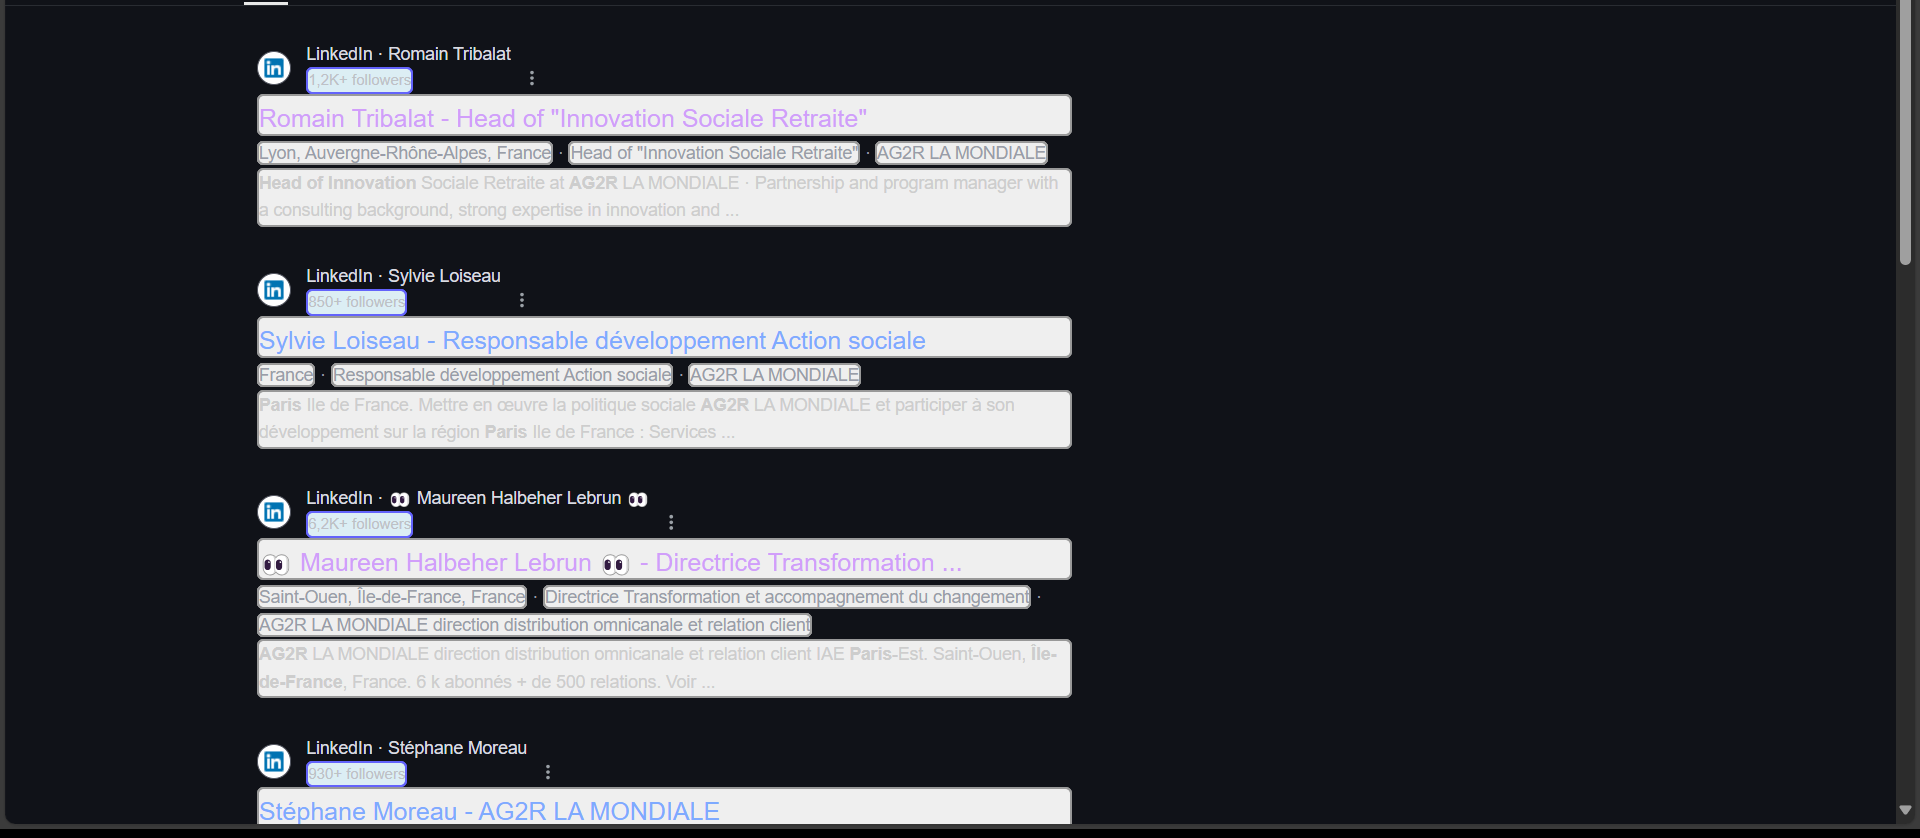 LinkedIn · Romain Tribalat
1,2K+ followers
Romain Tribalat - Head of "Innovation Sociale Retraite"
Lyon, Auvergne-Rhône-Alpes, France · Head of "Innovation Sociale Retraite" · AG2R LA MONDIALE
Head of Innovation Sociale Retraite at AG2R LA MONDIALE · Partnership and program manager with
a consulting background, strong expertise in innovation and ...
LinkedIn · Sylvie Loiseau
850+ followers
Sylvie Loiseau - Responsable développement Action sociale
France · Responsable développement Action sociale · AG2R LA MONDIALE
Paris Ile de France. Mettre en œuvre la politique sociale AG2R LA MONDIALE et participer à son
développement sur la région Paris Ile de France : Services ...
LinkedIn · 👀 Maureen Halbeher Lebrun 👀
6,2K+ followers
👀 Maureen Halbeher Lebrun 👀 - Directrice Transformation ...
Saint-Ouen, Île-de-France, France · Directrice Transformation et accompagnement du changement ·
AG2R LA MONDIALE direction distribution omnicanale et relation client
AG2R LA MONDIALE direction distribution omnicanale et relation client IAE Paris-Est. Saint-Ouen, Île-
de-France, France. 6 k abonnés + de 500 relations. Voir ...
LinkedIn · Stéphane Moreau
930+ followers
Stéphane Moreau - AG2R LA MONDIALE